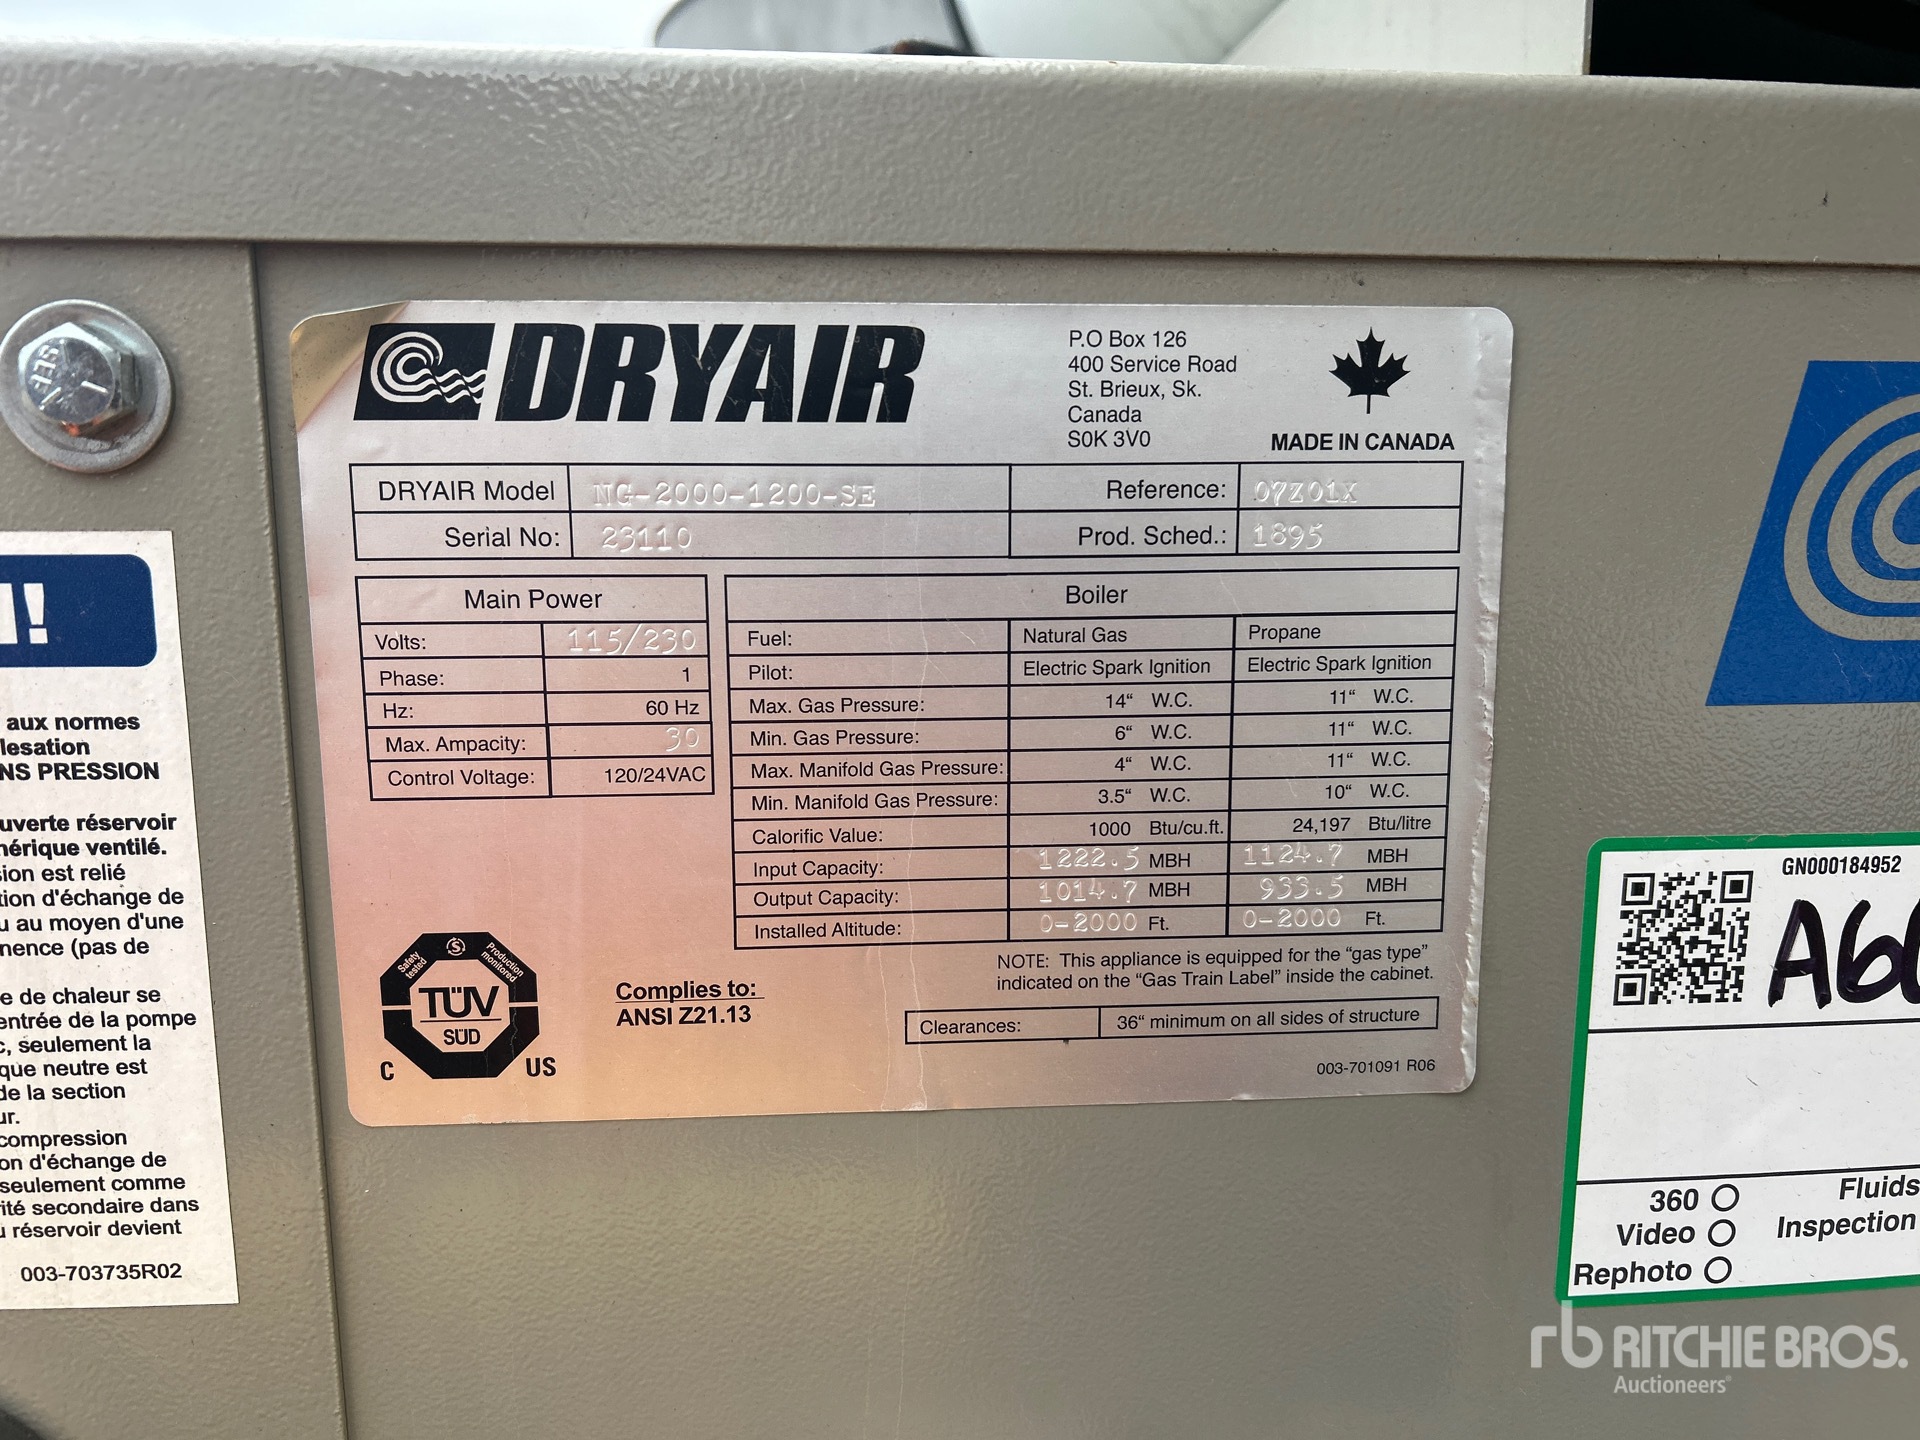 DRYAIR
P.O Box 126
400 Service Road
St. Brieux, Sk.
Canada
S0K 3V0
MADE IN CANADA
DRYAIR Model NG-2000-1200-SE Reference: 07Z01X
Serial No: 23110 Prod. Sched.: 1895
Main Power
Volts: 115/230
Phase: 1
Hz: 60 Hz
Max. Ampacity: 30
Control Voltage: 120/24VAC
Boiler
Fuel: Natural Gas Propane
Pilot: Electric Spark Ignition Electric Spark Ignition
Max. Gas Pressure: 14“ W.C. 11“ W.C.
Min. Gas Pressure: 6“ W.C. 11“ W.C.
Max. Manifold Gas Pressure: 4“ W.C. 11“ W.C.
Min. Manifold Gas Pressure: 3.5“ W.C. 10“ W.C.
Calorific Value: 1000 Btu/cu.ft. 24,197 Btu/litre
Input Capacity: 1222.5 MBH 1124.7 MBH
Output Capacity: 1014.7 MBH 933.5 MBH
Installed Altitude: 0-2000 Ft. 0-2000 Ft.
NOTE: This appliance is equipped for the “gas type”
indicated on the “Gas Train Label” inside the cabinet.
Clearances: 36“ minimum on all sides of structure
003-701091 R06
Safety tested
Production monitored
TÜV
SÜD
C US
Complies to:
ANSI Z21.13
!
aux normes
NS PRESSION
réservoir
ventilé.
est relié
d'échange de
au moyen d'une
(pas de
de chaleur se
de la pompe
seulement la
que neutre est
de la section
compression
d'échange de
seulement comme
secondaire dans
réservoir devient
003-703735R02
GN000184952
360
Video
Rephoto
Fluids
Inspection
rb RITCHIE BROS.
Auctioneers